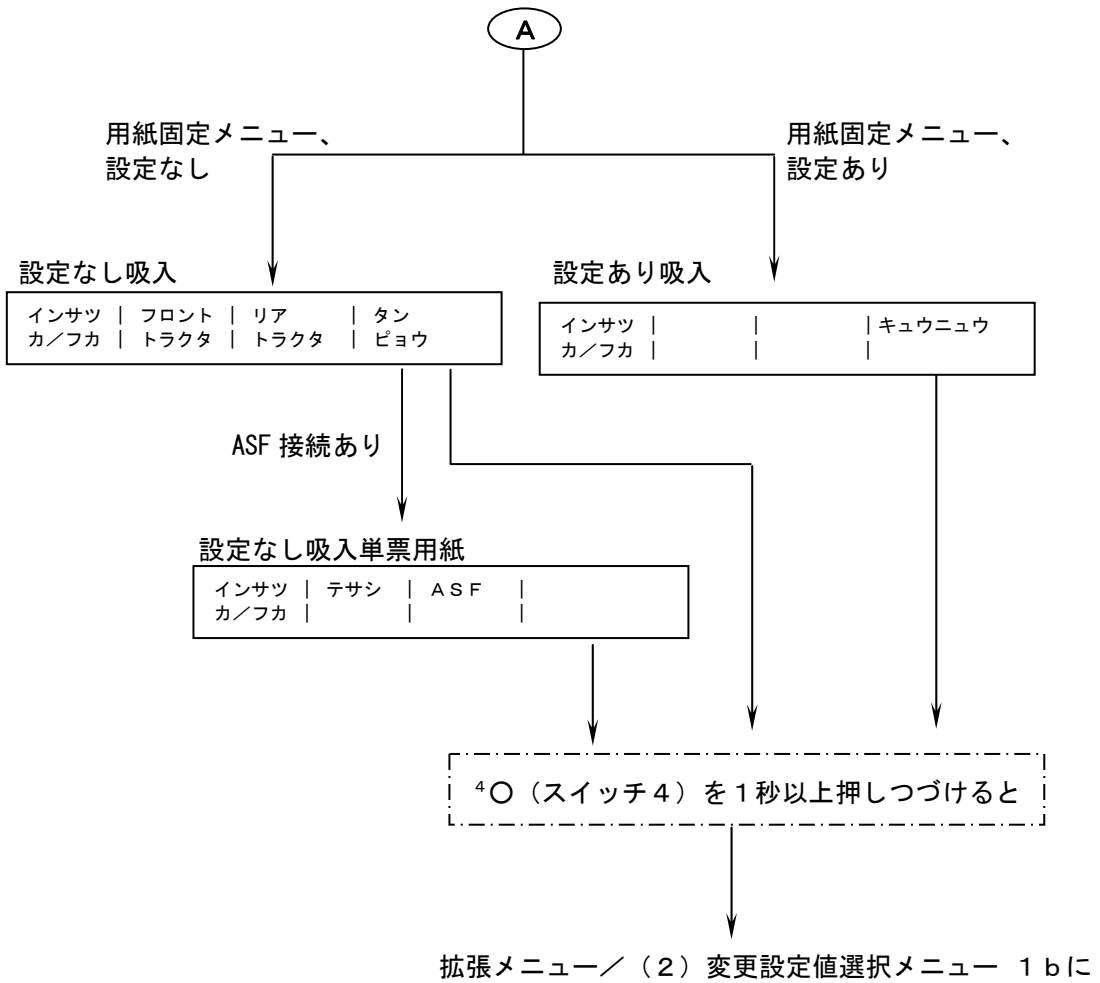 A
用紙固定メニュー、
設定なし
用紙固定メニュー、
設定あり
設定なし吸入
インサツ | フロント | リア | タン
カ／フカ | トラクタ | トラクタ | ピョウ
設定あり吸入
インサツ | | |キュウニュウ
カ／フカ | | |
ASF 接続あり
設定なし吸入単票用紙
インサツ | テサシ | ＡＳＦ |
カ／フカ | | |
⁴○（スイッチ４）を１秒以上押しつづけると
拡張メニュー／（２）変更設定値選択メニュー １ｂに